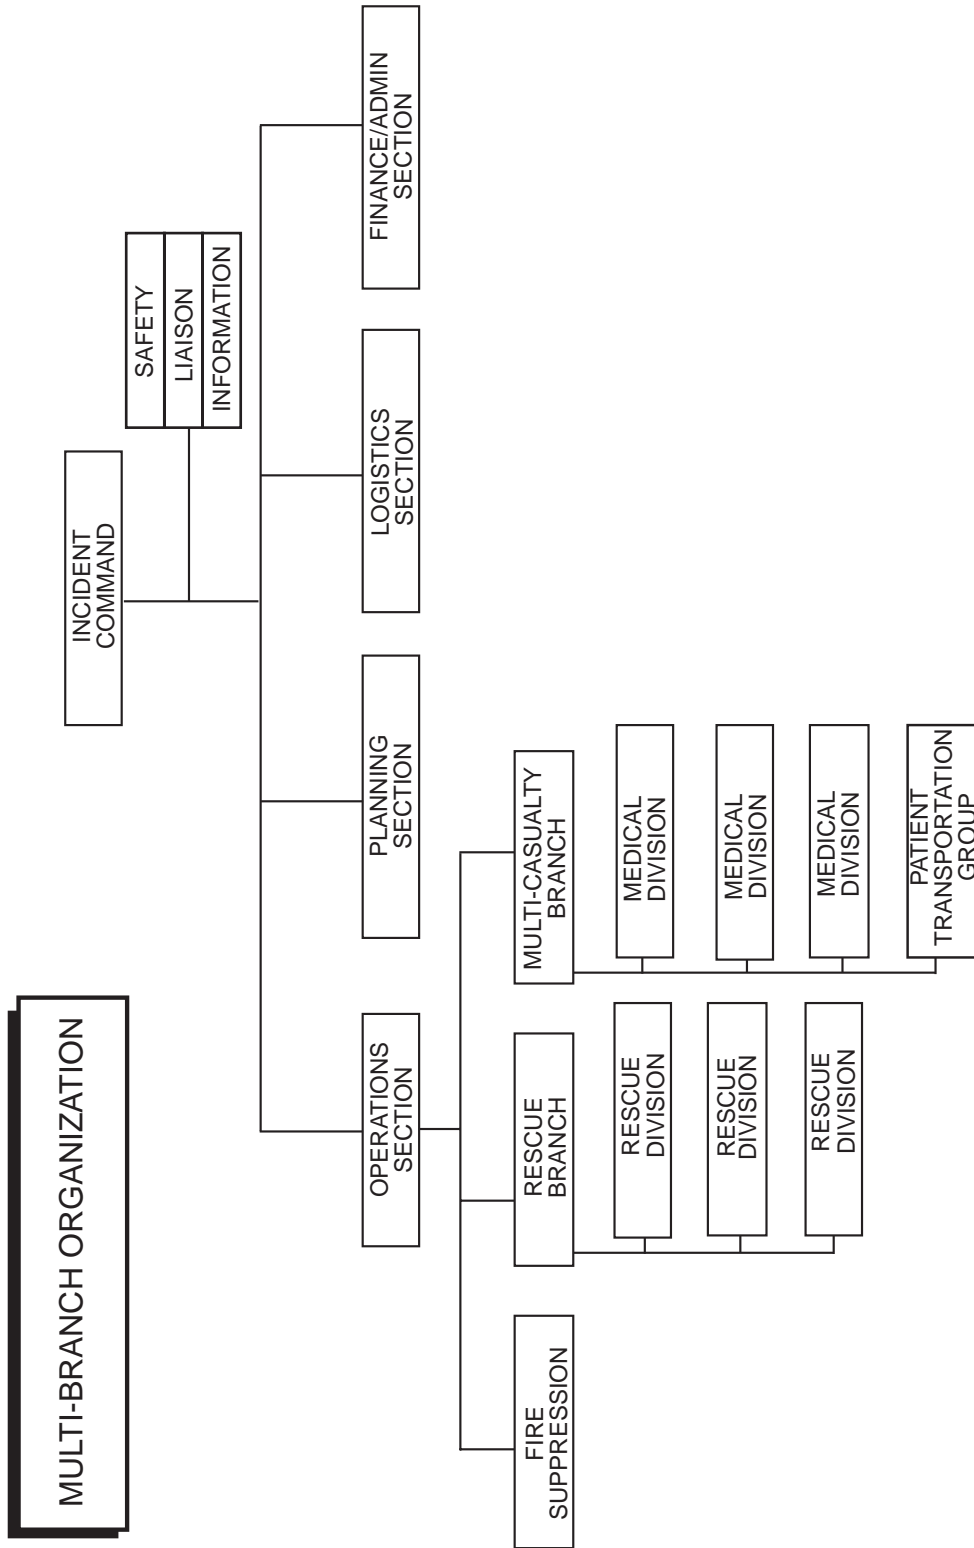 MULTI-BRANCH ORGANIZATION
INCIDENT
COMMAND
SAFETY
LIAISON
INFORMATION
OPERATIONS
SECTION
PLANNING
SECTION
LOGISTICS
SECTION
FINANCE/ADMIN
SECTION
FIRE
SUPPRESSION
RESCUE
BRANCH
RESCUE
DIVISION
RESCUE
DIVISION
RESCUE
DIVISION
MULTI-CASUALTY
BRANCH
MEDICAL
DIVISION
MEDICAL
DIVISION
MEDICAL
DIVISION
PATIENT
TRANSPORTATION
GROUP